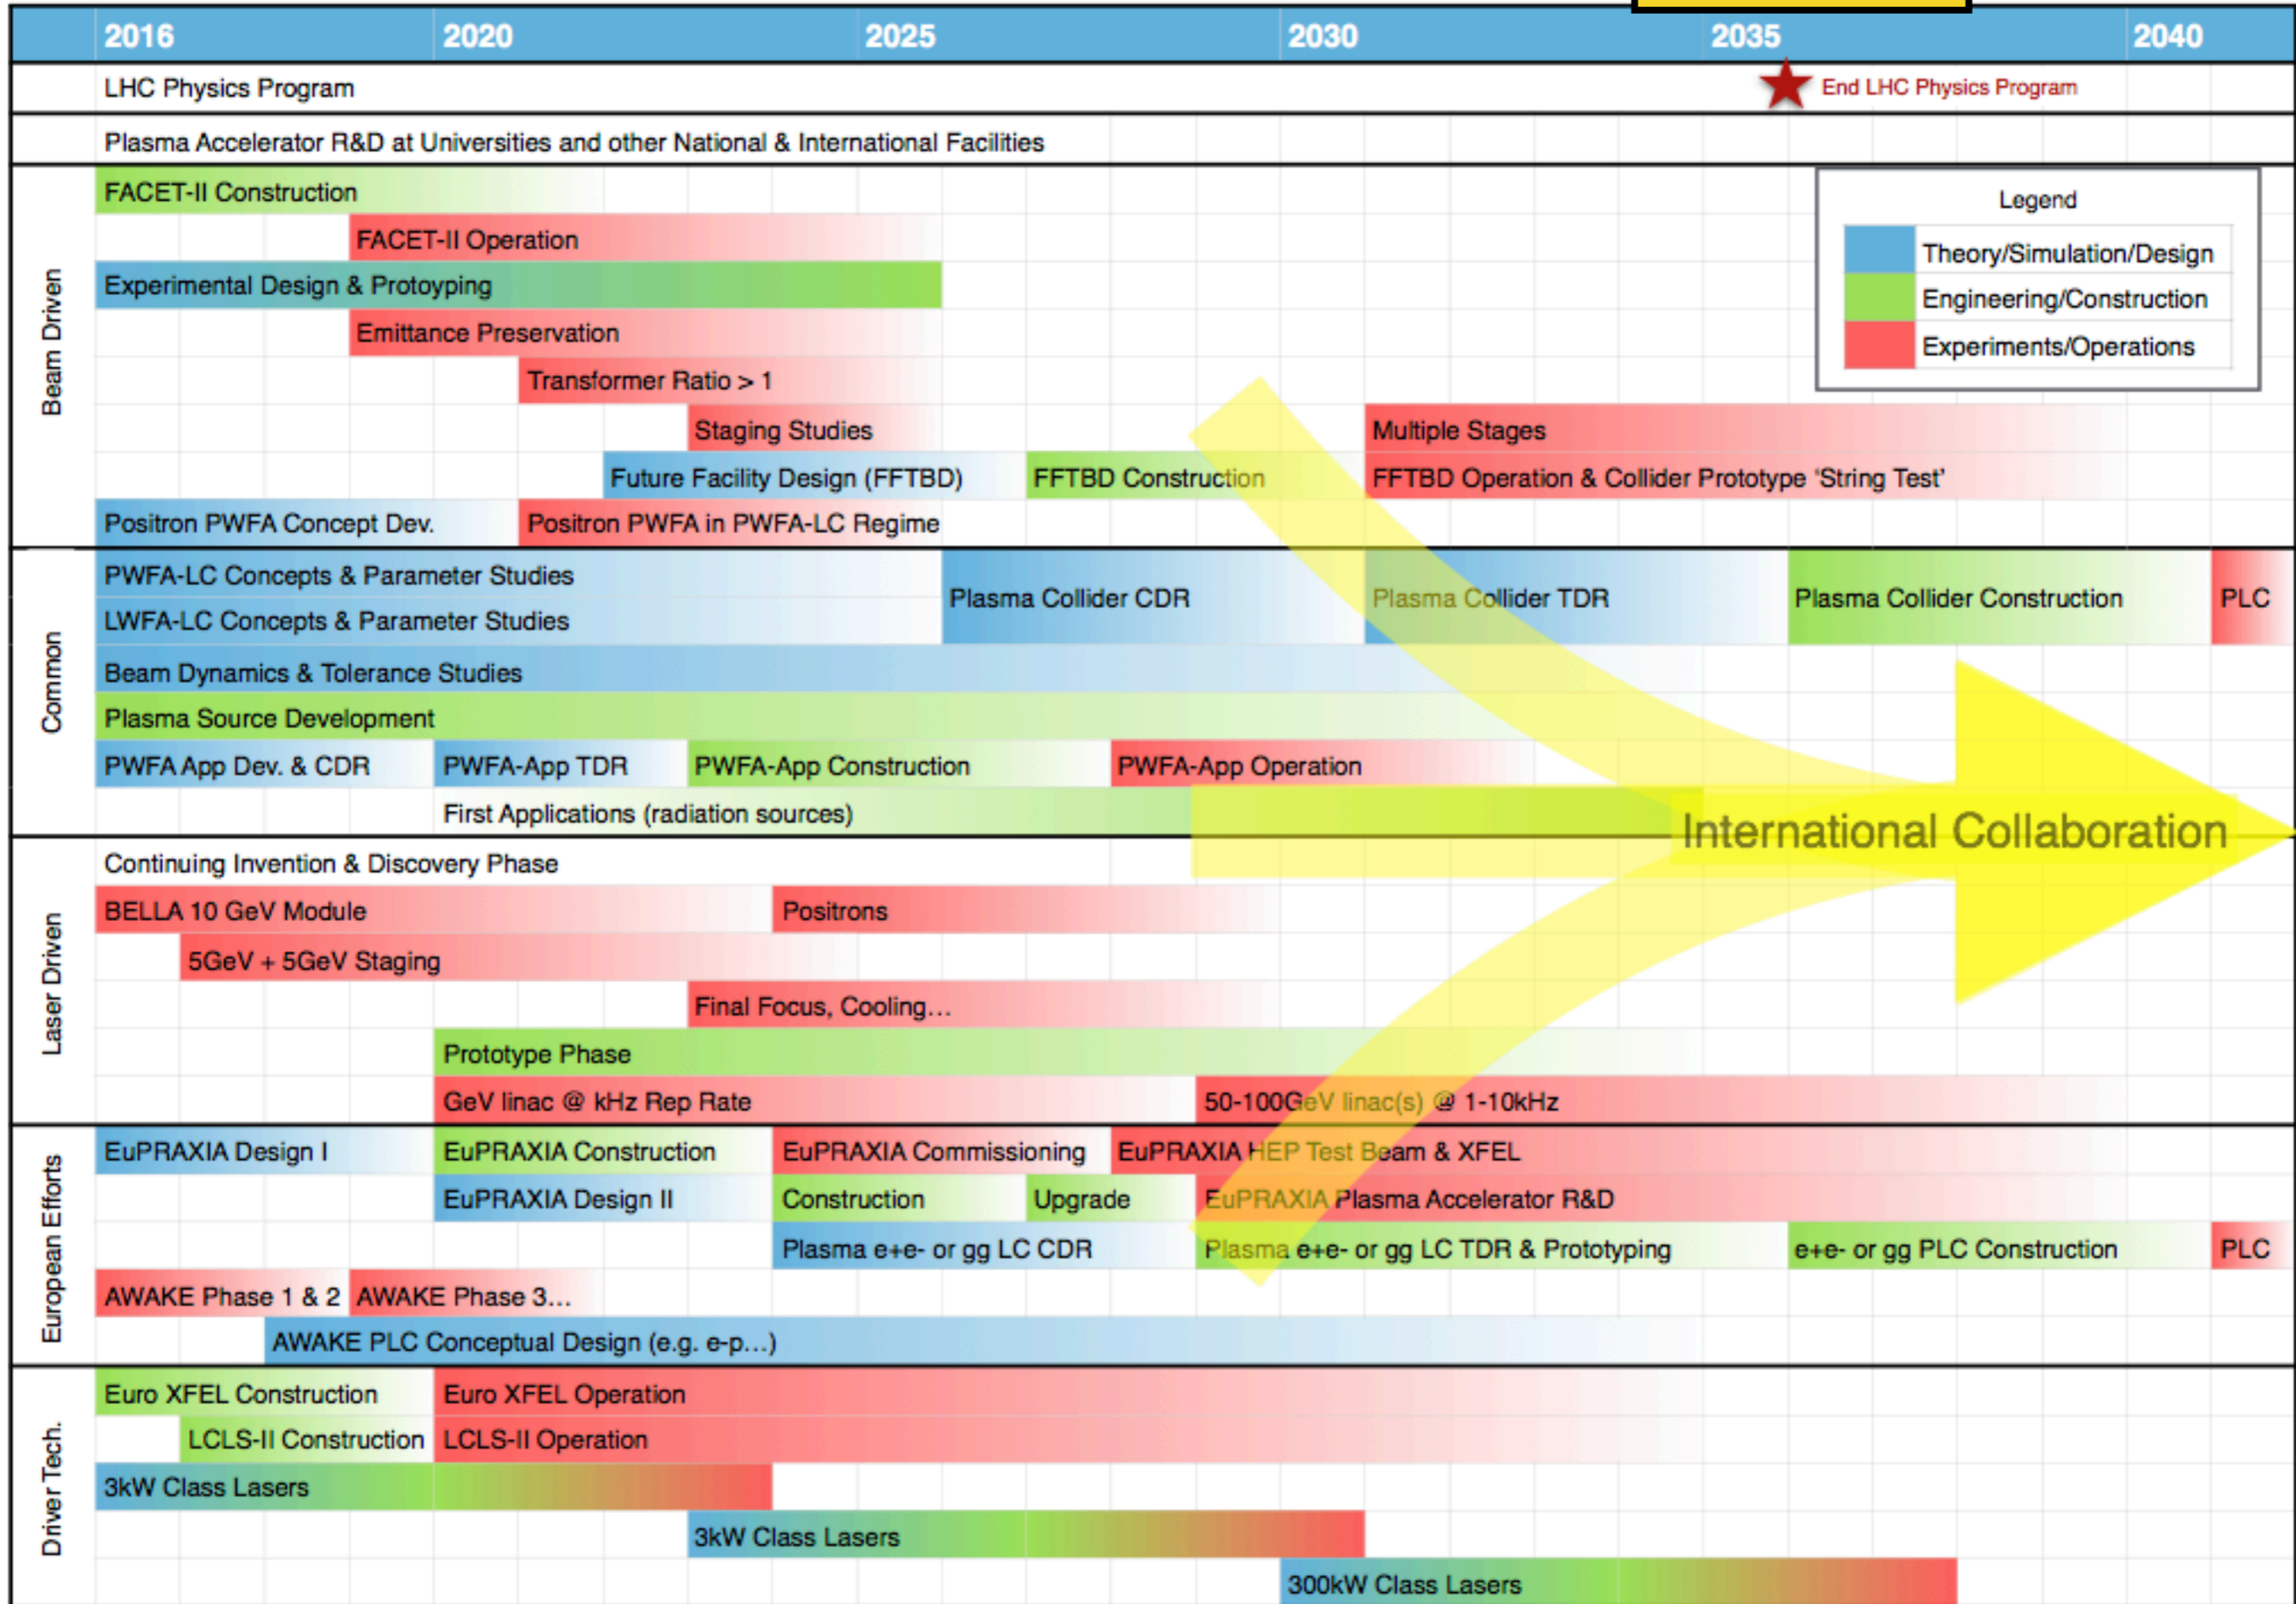 2016 2020 2025 2030 2035 2040
LHC Physics Program
End LHC Physics Program
Plasma Accelerator R&D at Universities and other National & International Facilities
Beam Driven
FACET-II Construction
FACET-II Operation
Experimental Design & Protoyping
Emittance Preservation
Transformer Ratio > 1
Staging Studies
Multiple Stages
Future Facility Design (FFTBD)
FFTBD Construction
FFTBD Operation & Collider Prototype 'String Test'
Positron PWFA Concept Dev.
Positron PWFA in PWFA-LC Regime
Legend
Theory/Simulation/Design
Engineering/Construction
Experiments/Operations
Common
PWFA-LC Concepts & Parameter Studies
LWFA-LC Concepts & Parameter Studies
Plasma Collider CDR
Plasma Collider TDR
Plasma Collider Construction
PLC
Beam Dynamics & Tolerance Studies
Plasma Source Development
PWFA App Dev. & CDR
PWFA-App TDR
PWFA-App Construction
PWFA-App Operation
First Applications (radiation sources)
International Collaboration
Laser Driven
Continuing Invention & Discovery Phase
BELLA 10 GeV Module
Positrons
5GeV + 5GeV Staging
Final Focus, Cooling...
Prototype Phase
GeV linac @ kHz Rep Rate
50-100GeV linac(s) @ 1-10kHz
European Efforts
EuPRAXIA Design I
EuPRAXIA Construction
EuPRAXIA Commissioning
EuPRAXIA HEP Test Beam & XFEL
EuPRAXIA Design II
Construction
Upgrade
EuPRAXIA Plasma Accelerator R&D
Plasma e+e- or gg LC CDR
Plasma e+e- or gg LC TDR & Prototyping
e+e- or gg PLC Construction
PLC
AWAKE Phase 1 & 2
AWAKE Phase 3...
AWAKE PLC Conceptual Design (e.g. e-p...)
Driver Tech.
Euro XFEL Construction
Euro XFEL Operation
LCLS-II Construction
LCLS-II Operation
3kW Class Lasers
3kW Class Lasers
300kW Class Lasers